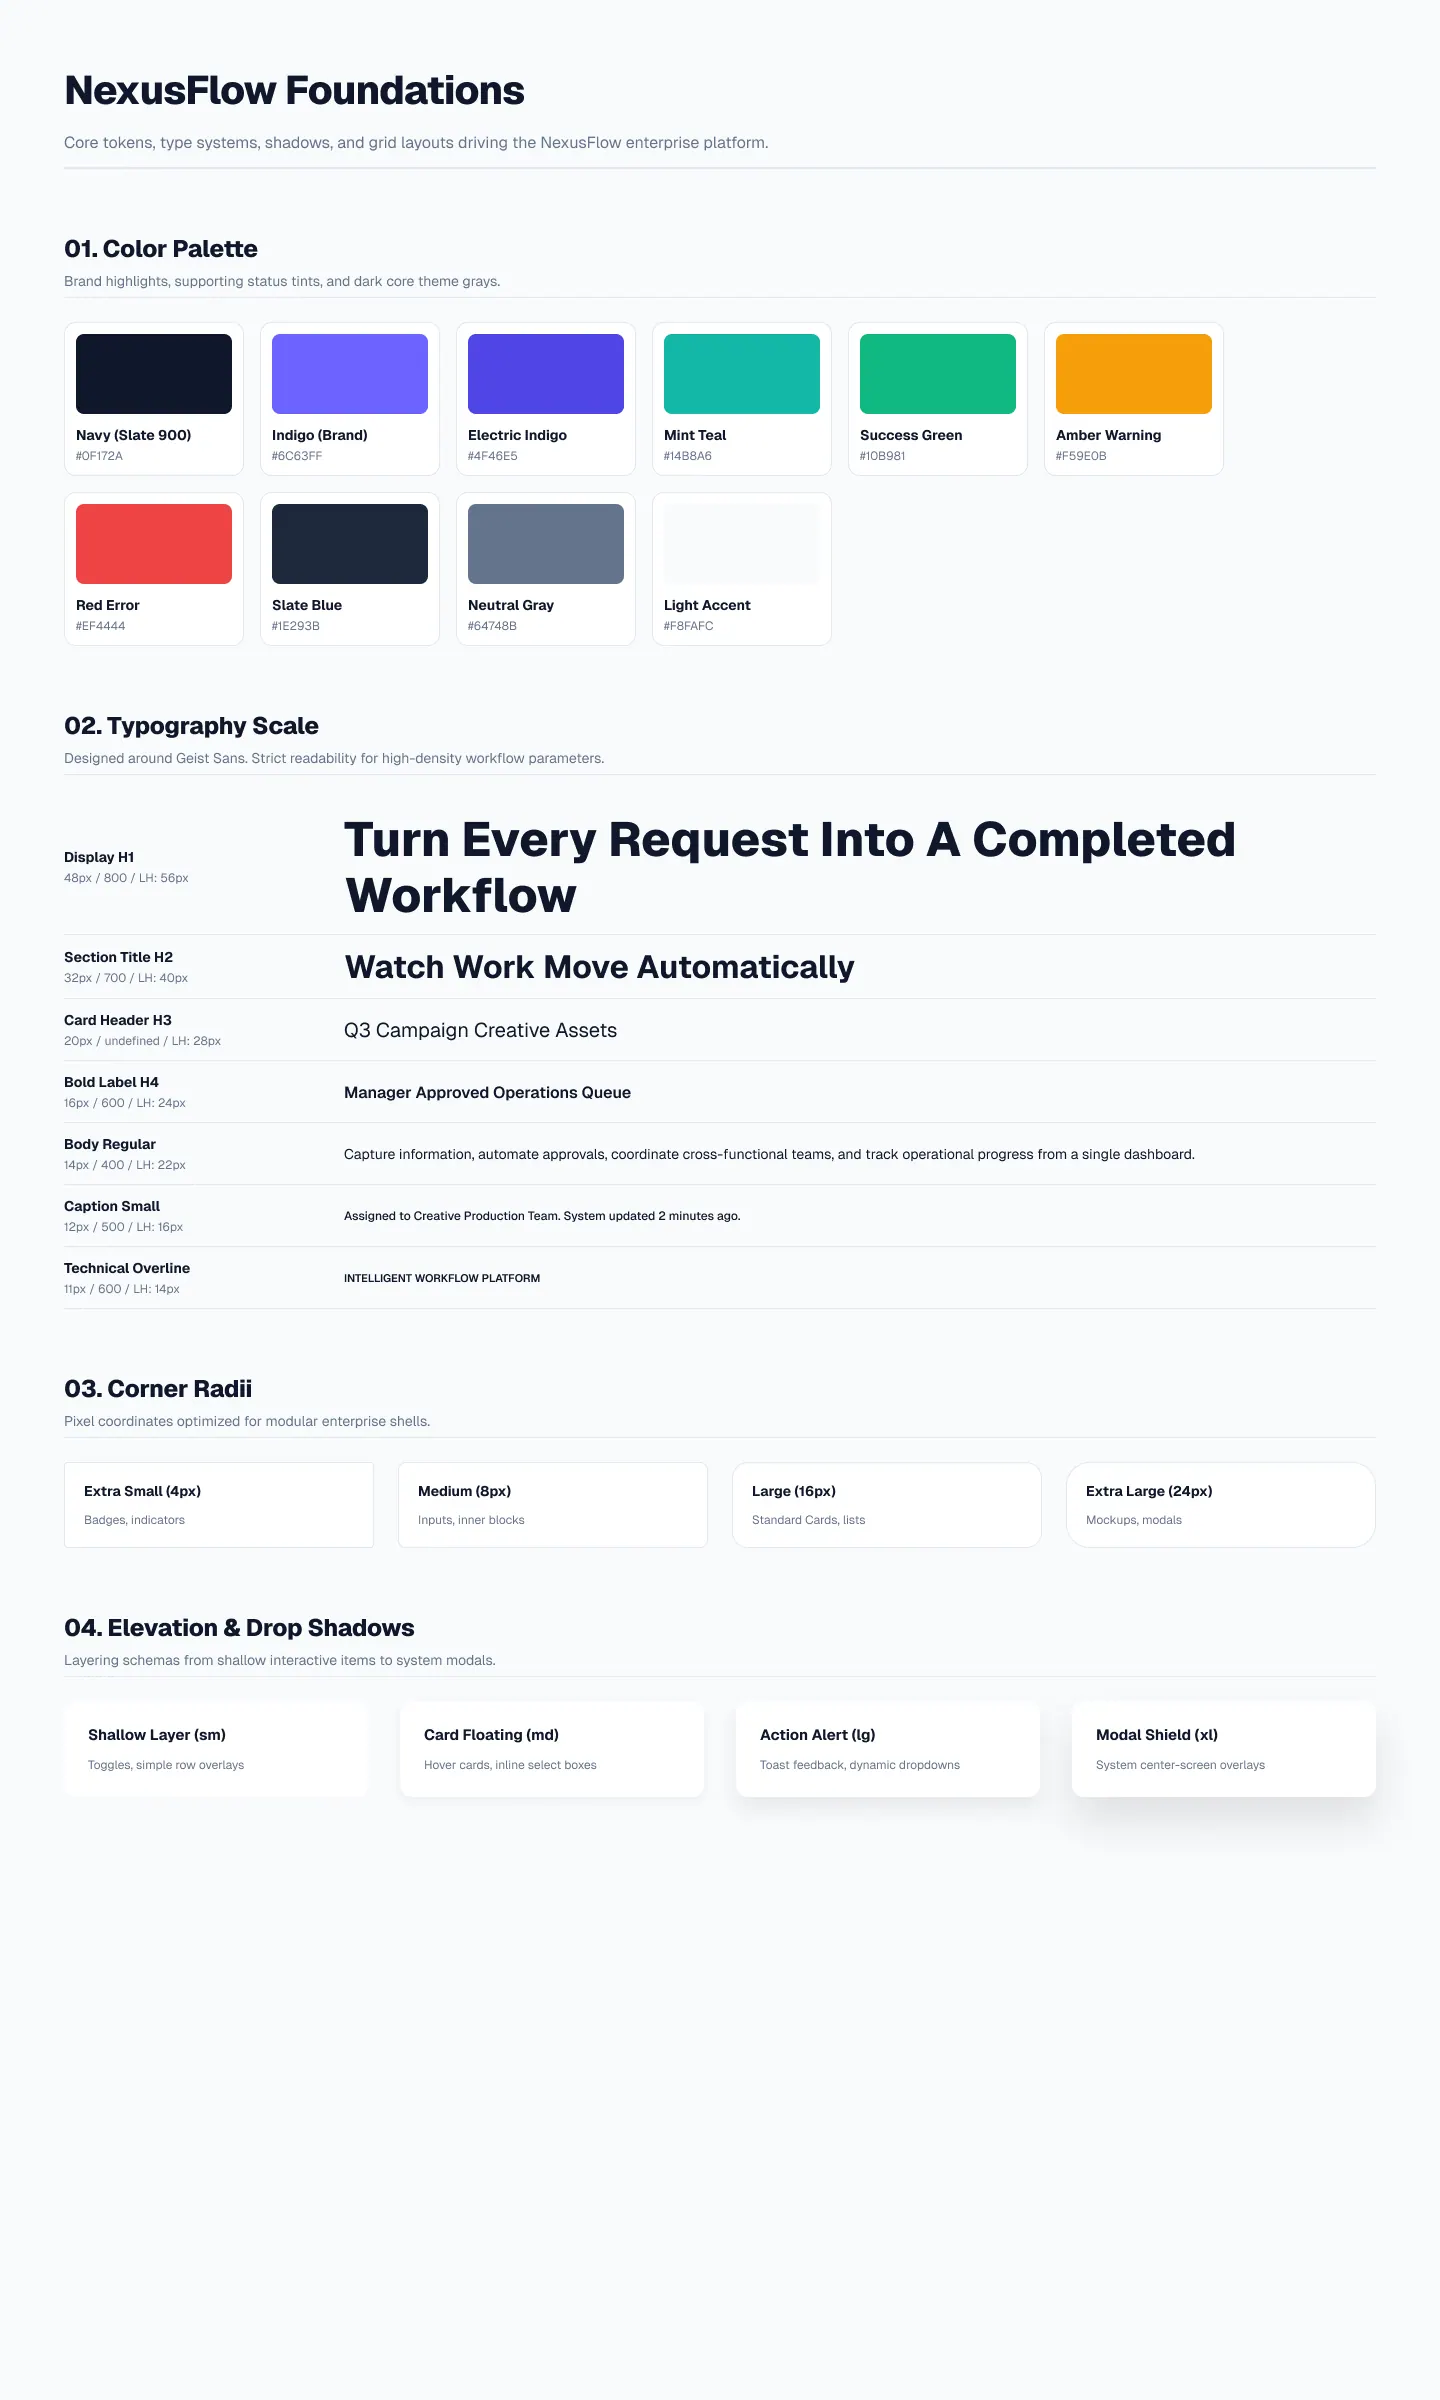 NexusFlow Foundations
Core tokens, type systems, shadows, and grid layouts driving the NexusFlow enterprise platform.
01. Color Palette
Brand highlights, supporting status tints, and dark core theme grays.
Navy (Slate 900)
#0F172A
Indigo (Brand)
#6C63FF
Electric Indigo
#4F46E5
Mint Teal
#14B8A6
Success Green
#10B981
Amber Warning
#F59E0B
Red Error
#EF4444
Slate Blue
#1E293B
Neutral Gray
#64748B
Light Accent
#F8FAFC
02. Typography Scale
Designed around Geist Sans. Strict readability for high-density workflow parameters.
Display H1
48px / 800 / LH: 56px
Turn Every Request Into A Completed
Workflow
Section Title H2
32px / 700 / LH: 40px
Watch Work Move Automatically
Card Header H3
20px / undefined / LH: 28px
Q3 Campaign Creative Assets
Bold Label H4
16px / 600 / LH: 24px
Manager Approved Operations Queue
Body Regular
14px / 400 / LH: 22px
Capture information, automate approvals, coordinate cross-functional teams, and track operational progress from a single dashboard.
Caption Small
12px / 500 / LH: 16px
Assigned to Creative Production Team. System updated 2 minutes ago.
Technical Overline
11px / 600 / LH: 14px
INTELLIGENT WORKFLOW PLATFORM
03. Corner Radii
Pixel coordinates optimized for modular enterprise shells.
Extra Small (4px)
Badges, indicators
Medium (8px)
Inputs, inner blocks
Large (16px)
Standard Cards, lists
Extra Large (24px)
Mockups, modals
04. Elevation & Drop Shadows
Layering schemas from shallow interactive items to system modals.
Shallow Layer (sm)
Toggles, simple row overlays
Card Floating (md)
Hover cards, inline select boxes
Action Alert (lg)
Toast feedback, dynamic dropdowns
Modal Shield (xl)
System center-screen overlays